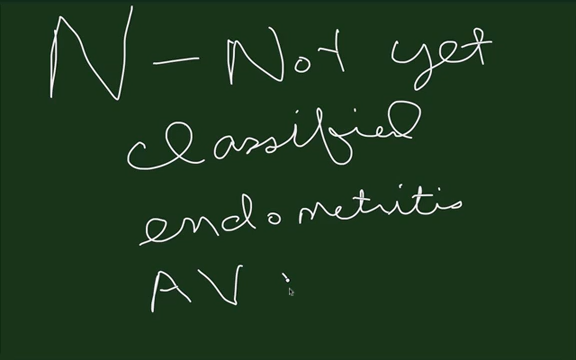 N - Not yet
classified
endometritis
AV